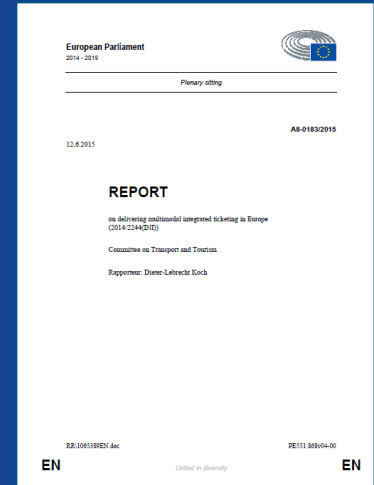 European Parliament
2014 - 2019
Plenary sitting
A8-0183/2015
12.6.2015
REPORT
on delivering multimodal integrated ticketing in Europe
(2014/2244(INI))
Committee on Transport and Tourism
Rapporteur: Dieter-Lebrecht Koch
RR\1065389EN.doc
PE551.868v04-00
EN
United in diversity
EN